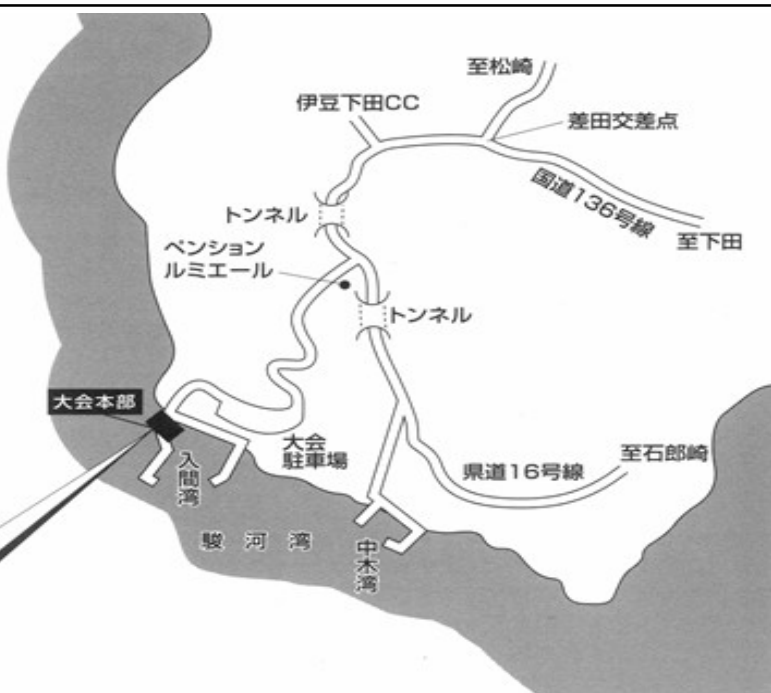 至松崎
伊豆下田CC
差田交差点
国道136号線
至下田
トンネル
ペンション
ルミエール
トンネル
大会本部
大会
駐車場
入間湾
県道16号線
至石郎崎
駿河湾
中木湾